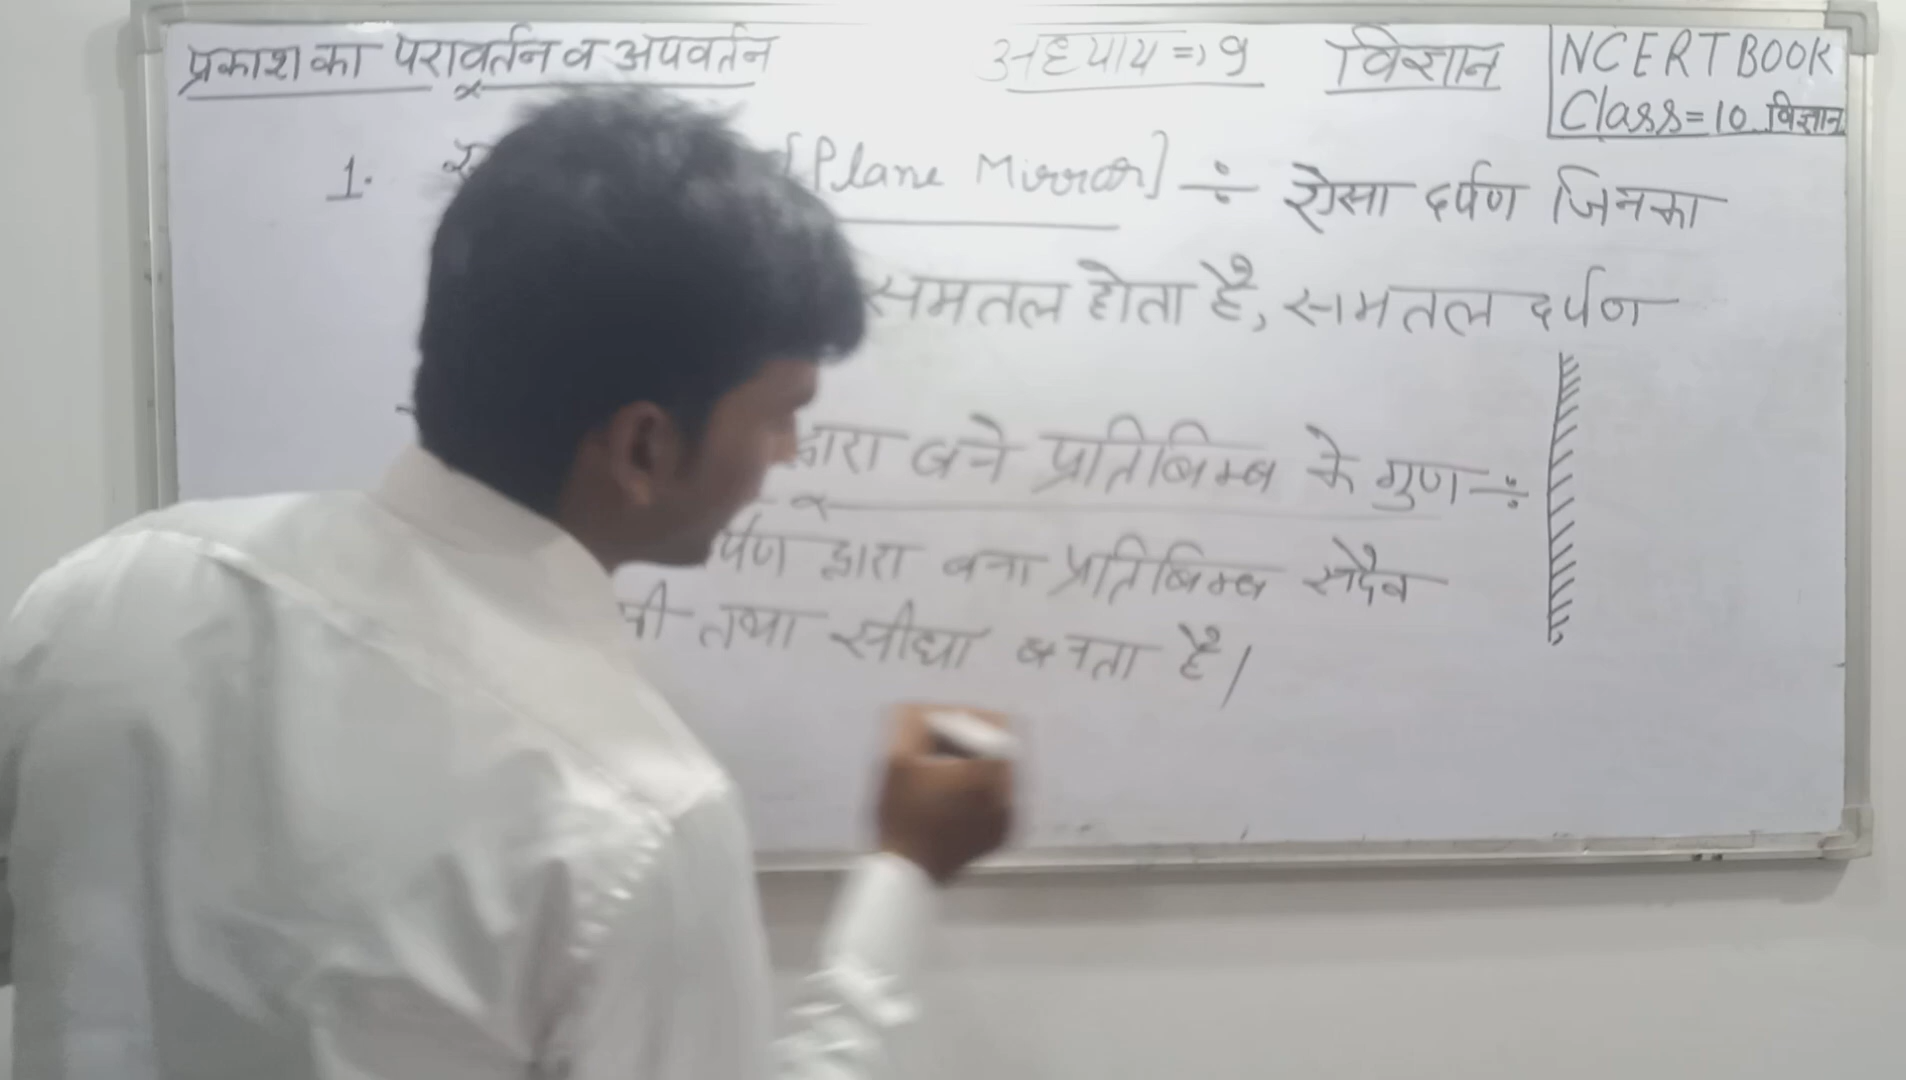 प्रकाश का परावर्तन व अपवर्तन अध्याय => 9 विज्ञान
NCERT BOOK
Class = 10 विज्ञान
1. [Plane Mirror] ÷ ऐसा दर्पण जिनका
समतल होता है, समतल दर्पण
द्वारा बने प्रतिबिम्ब के गुण ÷
द्वारा बना प्रतिबिम्ब सदैव
तथा सीधा बनता है।